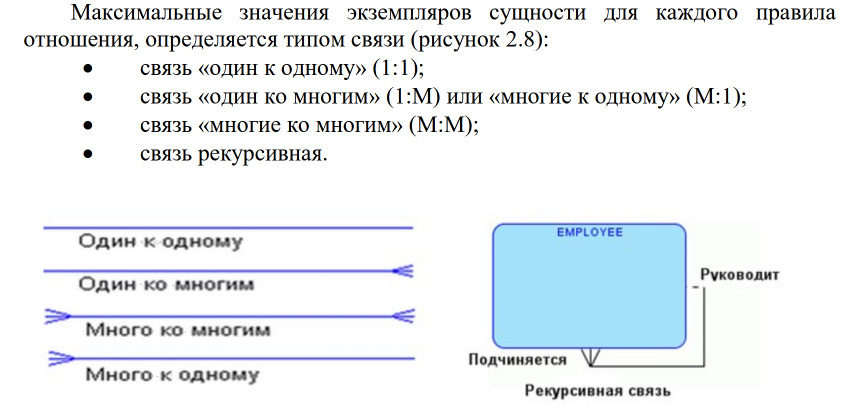 Максимальные значения экземпляров сущности для каждого правила
отношения, определяется типом связи (рисунок 2.8):
• связь «один к одному» (1:1);
• связь «один ко многим» (1:М) или «многие к одному» (М:1);
• связь «многие ко многим» (М:М);
• связь рекурсивная.
Один к одному
Один ко многим
Много ко многим
Много к одному
EMPLOYEE
Руководит
Подчиняется
Рекурсивная связь